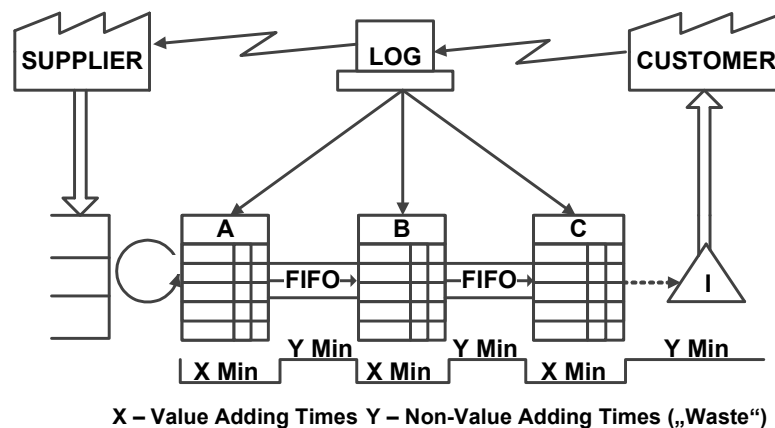 SUPPLIER
LOG
CUSTOMER
A
B
C
FIFO
FIFO
I
Y Min
Y Min
Y Min
X Min
X Min
X Min
X – Value Adding Times Y – Non-Value Adding Times („Waste“)